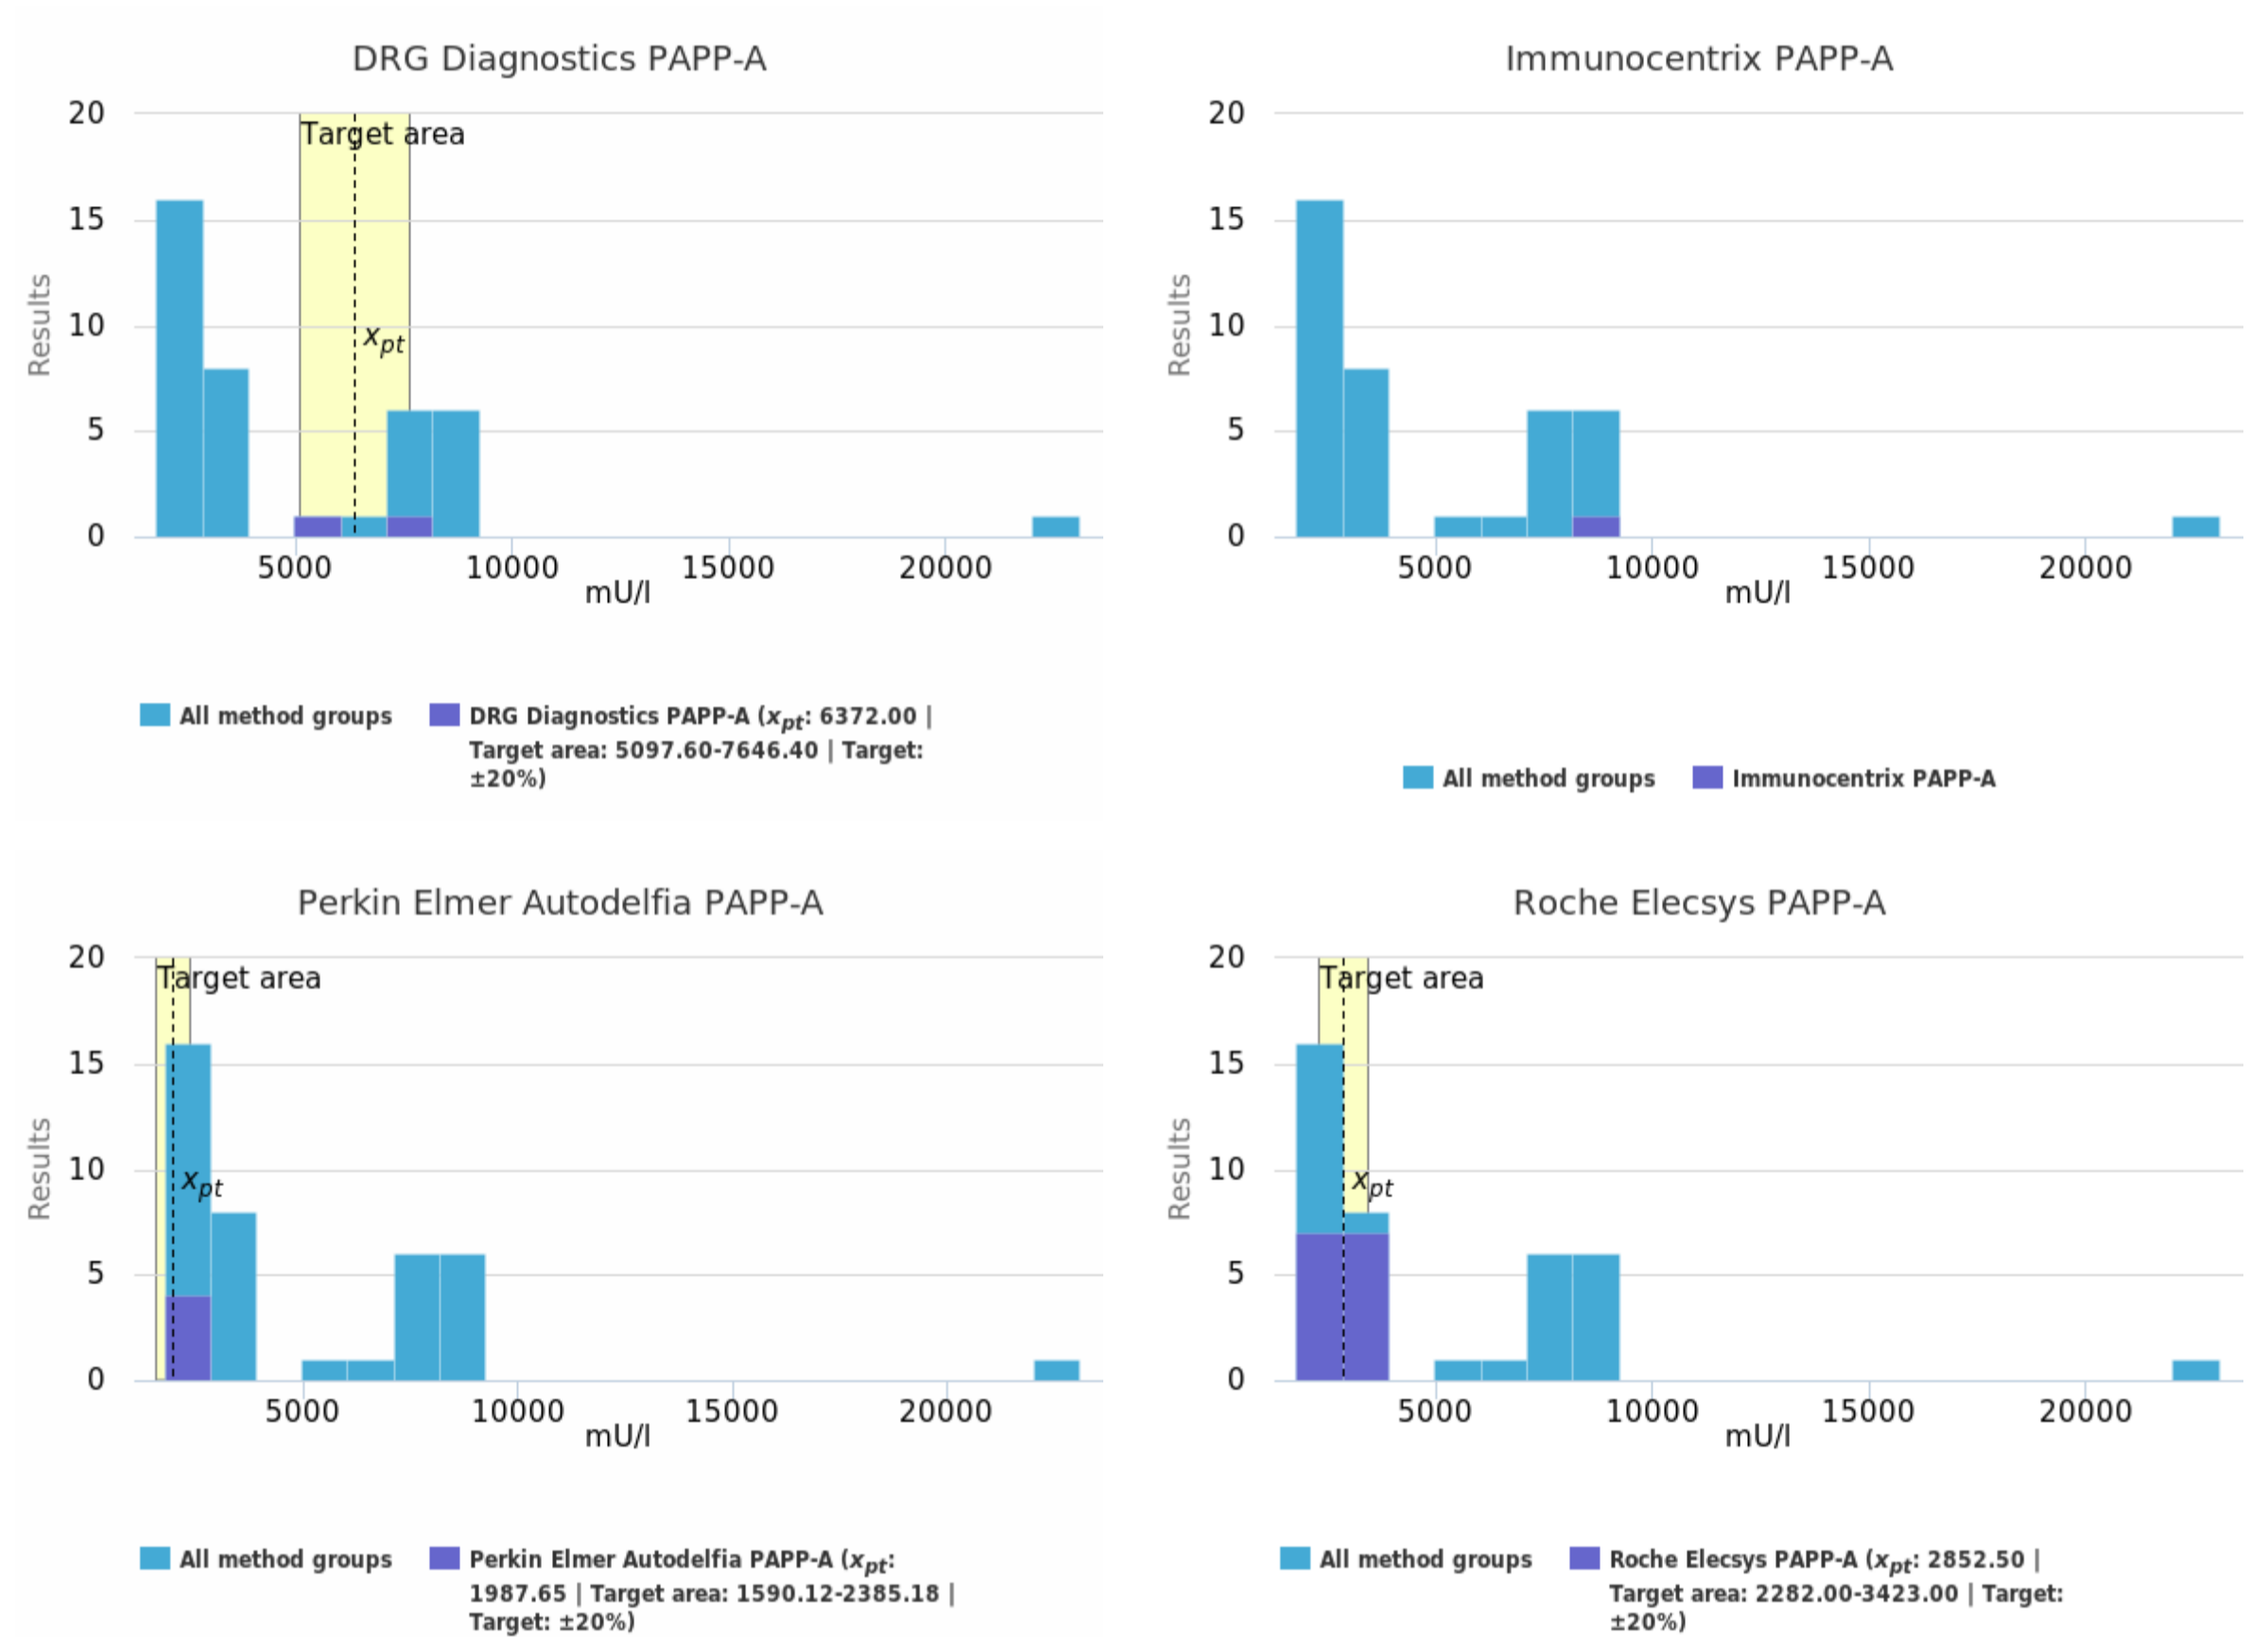 DRG Diagnostics PAPP-A
20
15
10
5
0
Results
Target area
xpt
5000 10000 15000 20000
mU/l
All method groups
DRG Diagnostics PAPP-A (xpt: 6372.00 |
Target area: 5097.60-7646.40 | Target:
±20%)
Immunocentrix PAPP-A
20
15
10
5
0
Results
5000 10000 15000 20000
mU/l
All method groups
Immunocentrix PAPP-A
Perkin Elmer Autodelfia PAPP-A
20
15
10
5
0
Results
Target area
xpt
5000 10000 15000 20000
mU/l
All method groups
Perkin Elmer Autodelfia PAPP-A (xpt:
1987.65 | Target area: 1590.12-2385.18 |
Target: ±20%)
Roche Elecsys PAPP-A
20
15
10
5
0
Results
Target area
xpt
5000 10000 15000 20000
mU/l
All method groups
Roche Elecsys PAPP-A (xpt: 2852.50 |
Target area: 2282.00-3423.00 | Target:
±20%)